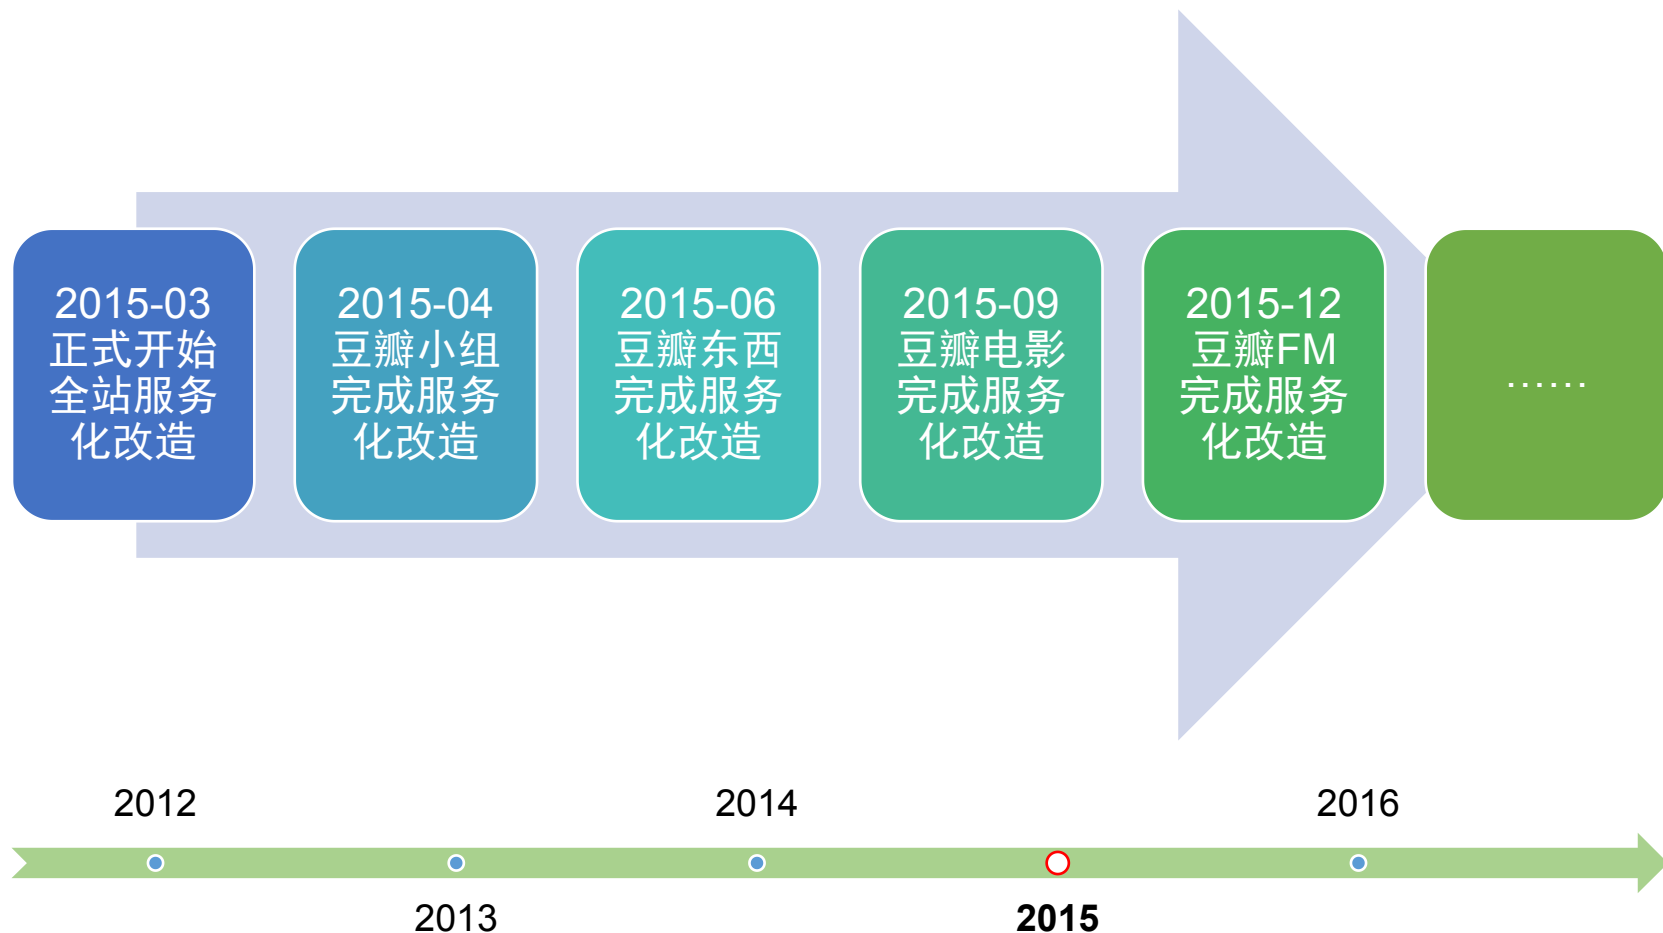 2015-03
正式开始
全站服务
化改造
2015-04
豆瓣小组
完成服务
化改造
2015-06
豆瓣东西
完成服务
化改造
2015-09
豆瓣电影
完成服务
化改造
2015-12
豆瓣FM
完成服务
化改造
……
2012
2013
2014
2015
2016